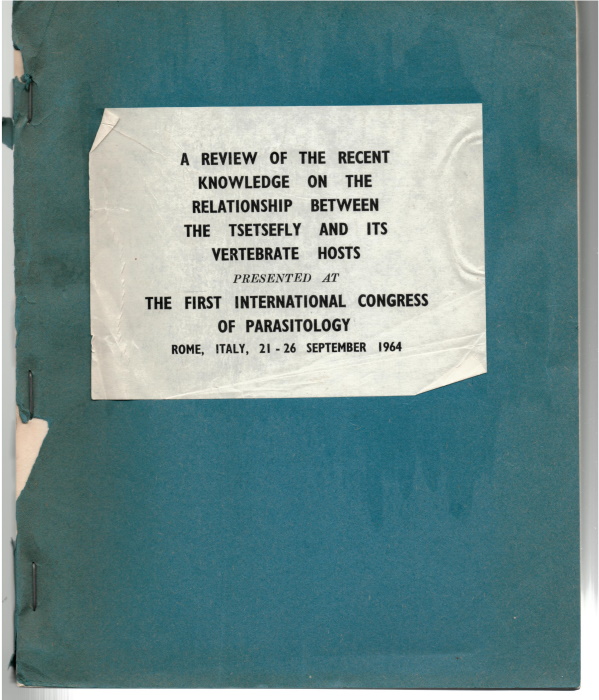 A REVIEW OF THE RECENT
KNOWLEDGE ON THE
RELATIONSHIP BETWEEN
THE TSETSEFLY AND ITS
VERTEBRATE HOSTS
PRESENTED AT
THE FIRST INTERNATIONAL CONGRESS
OF PARASITOLOGY
ROME, ITALY, 21 - 26 SEPTEMBER 1964